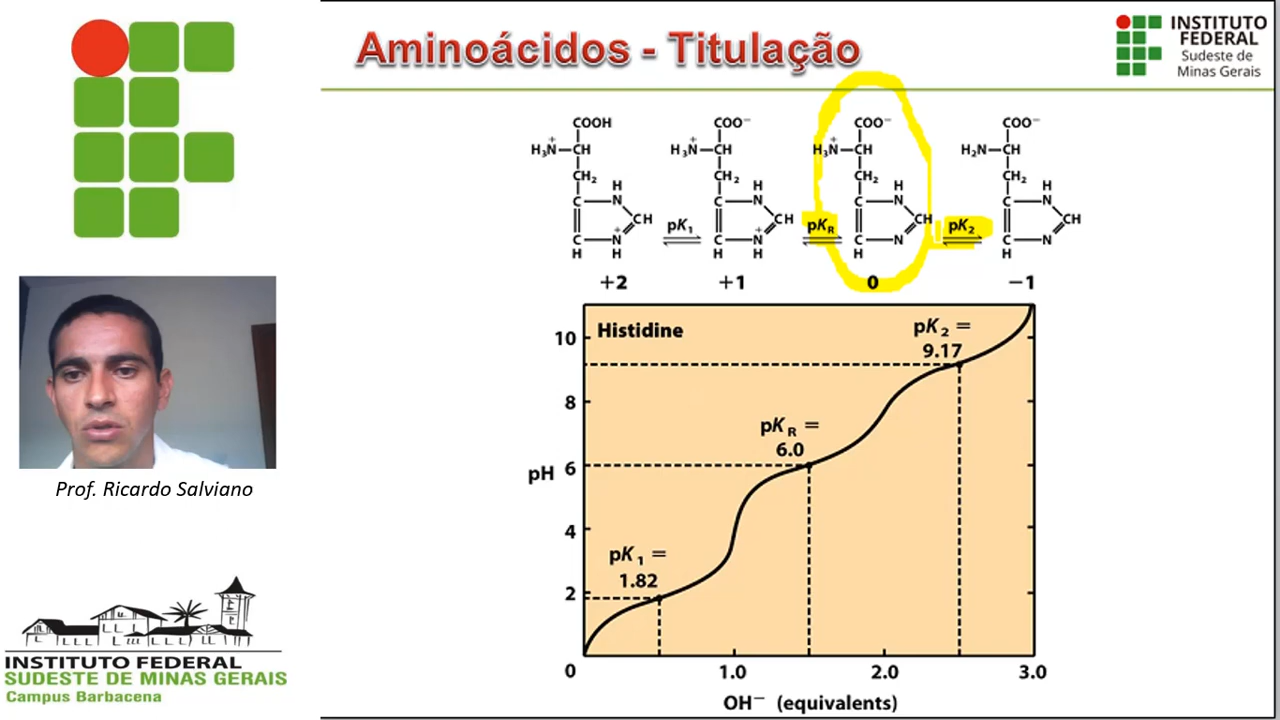 Aminoácidos - Titulação
INSTITUTO
FEDERAL
Sudeste de
Minas Gerais
COOH
H₃N⁺—CH
CH₂
H
C N
CH
C N⁺
H H
+2
pK₁
COO⁻
H₃N⁺—CH
CH₂
H
C N
CH
C N⁺
H H
+1
pKR
COO⁻
H₃N⁺—CH
CH₂
H
C N
CH
C N
H
0
pK₂
COO⁻
H₂N—CH
CH₂
H
C N
CH
C N
H
−1
Histidine
pK₂ =
9.17
pKR =
6.0
pK₁ =
1.82
10
8
6
4
2
0
pH
1.0 2.0 3.0
OH⁻ (equivalents)
Prof. Ricardo Salviano
INSTITUTO FEDERAL
SUDESTE DE MINAS GERAIS
Campus Barbacena